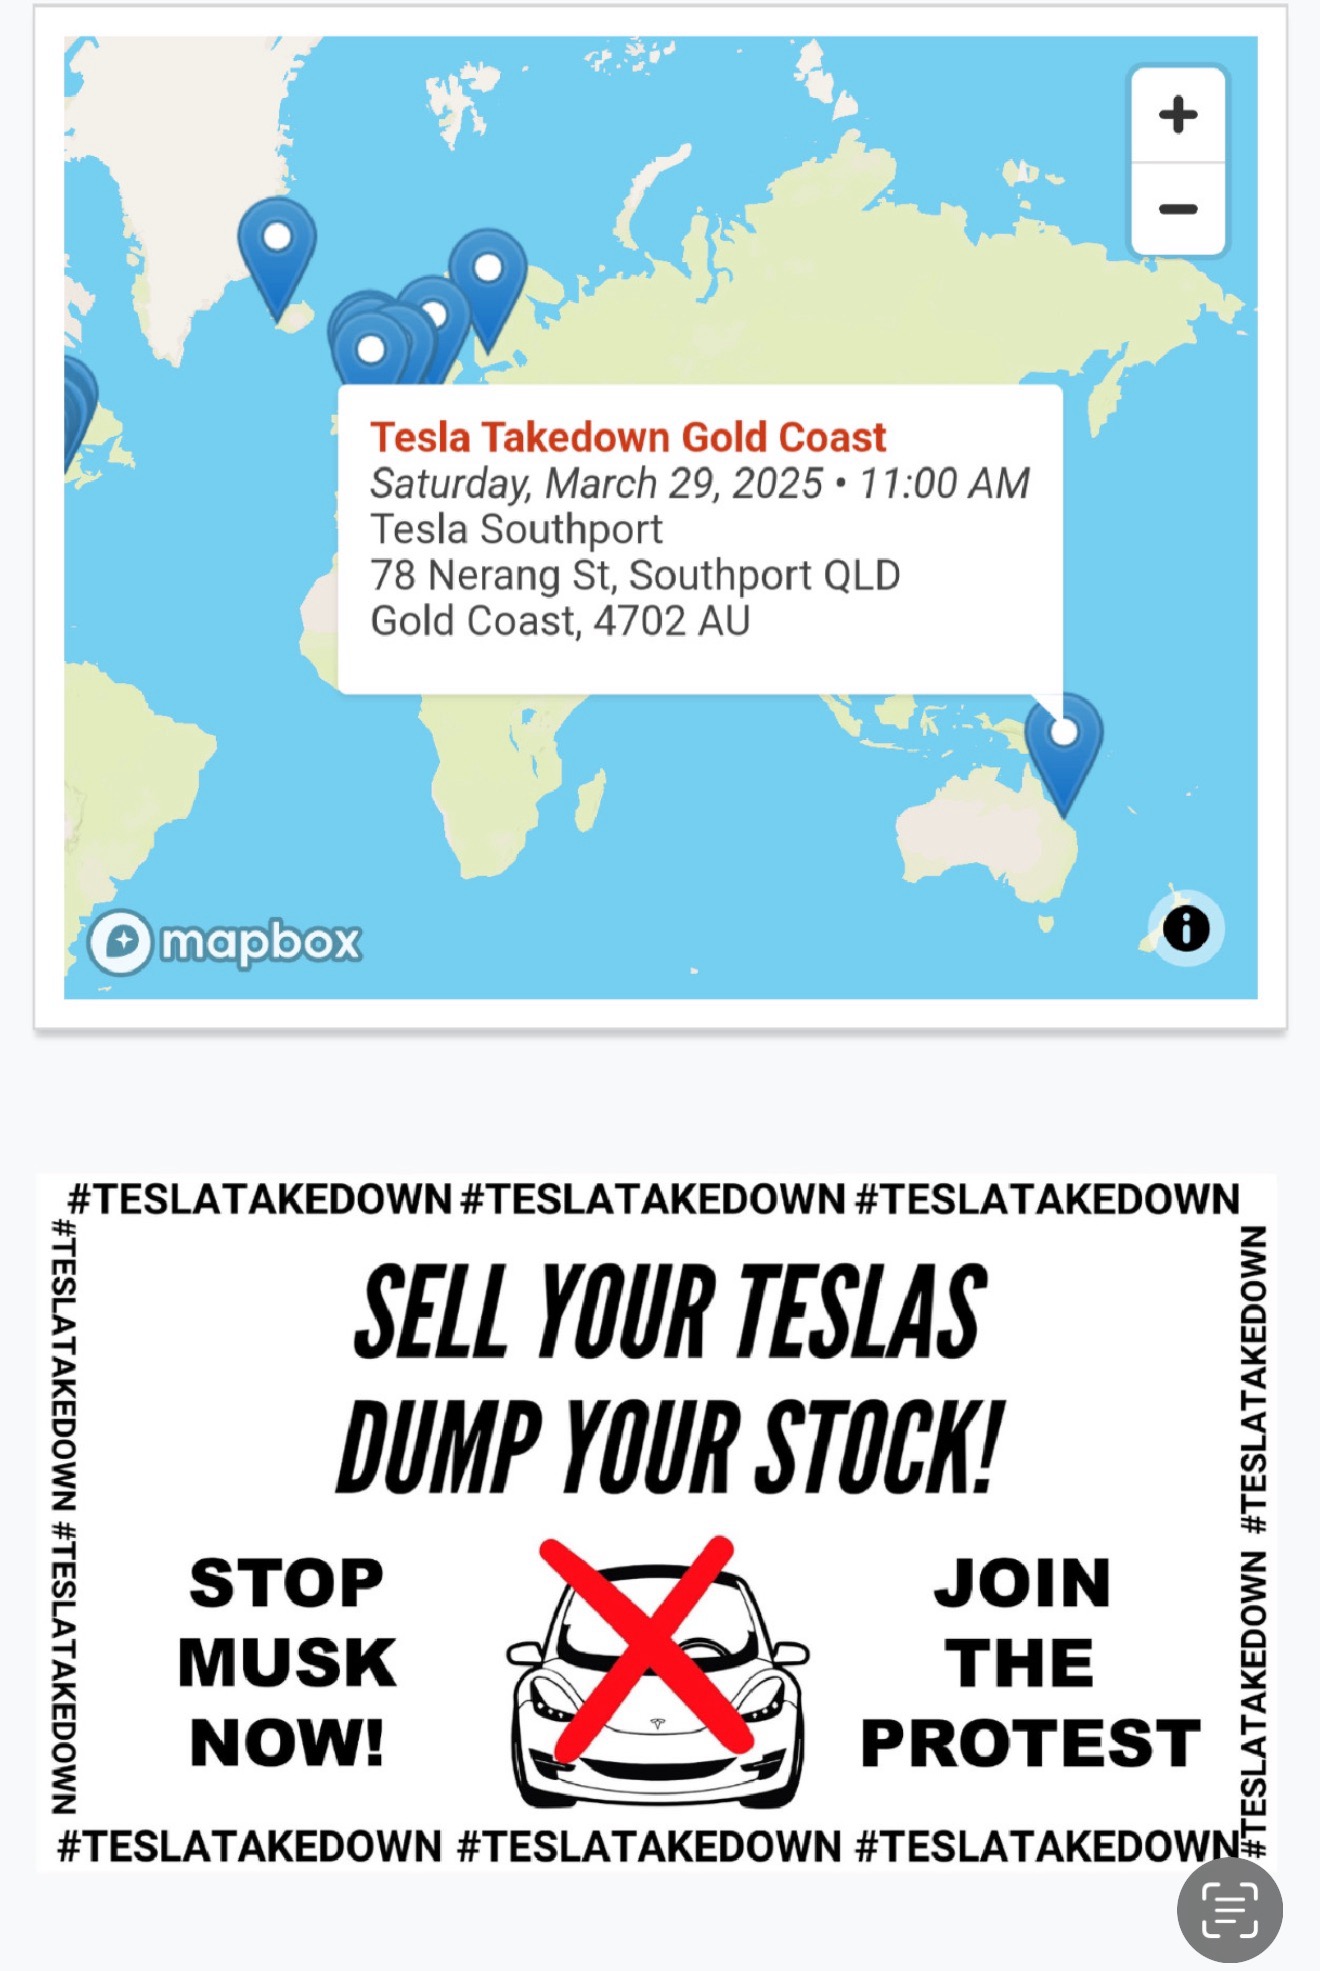 +
−
Tesla Takedown Gold Coast
Saturday, March 29, 2025 • 11:00 AM
Tesla Southport
78 Nerang St, Southport QLD
Gold Coast, 4702 AU
mapbox
i
#TESLATAKEDOWN #TESLATAKEDOWN #TESLATAKEDOWN
#TESLATAKEDOWN #TESLATAKEDOWN
SELL YOUR TESLAS
DUMP YOUR STOCK!
STOP
MUSK
NOW!
JOIN
THE
PROTEST
#TESLATAKEDOWN #TESLATAKEDOWN
#TESLATAKEDOWN #TESLATAKEDOWN #TESLATAKEDOWN